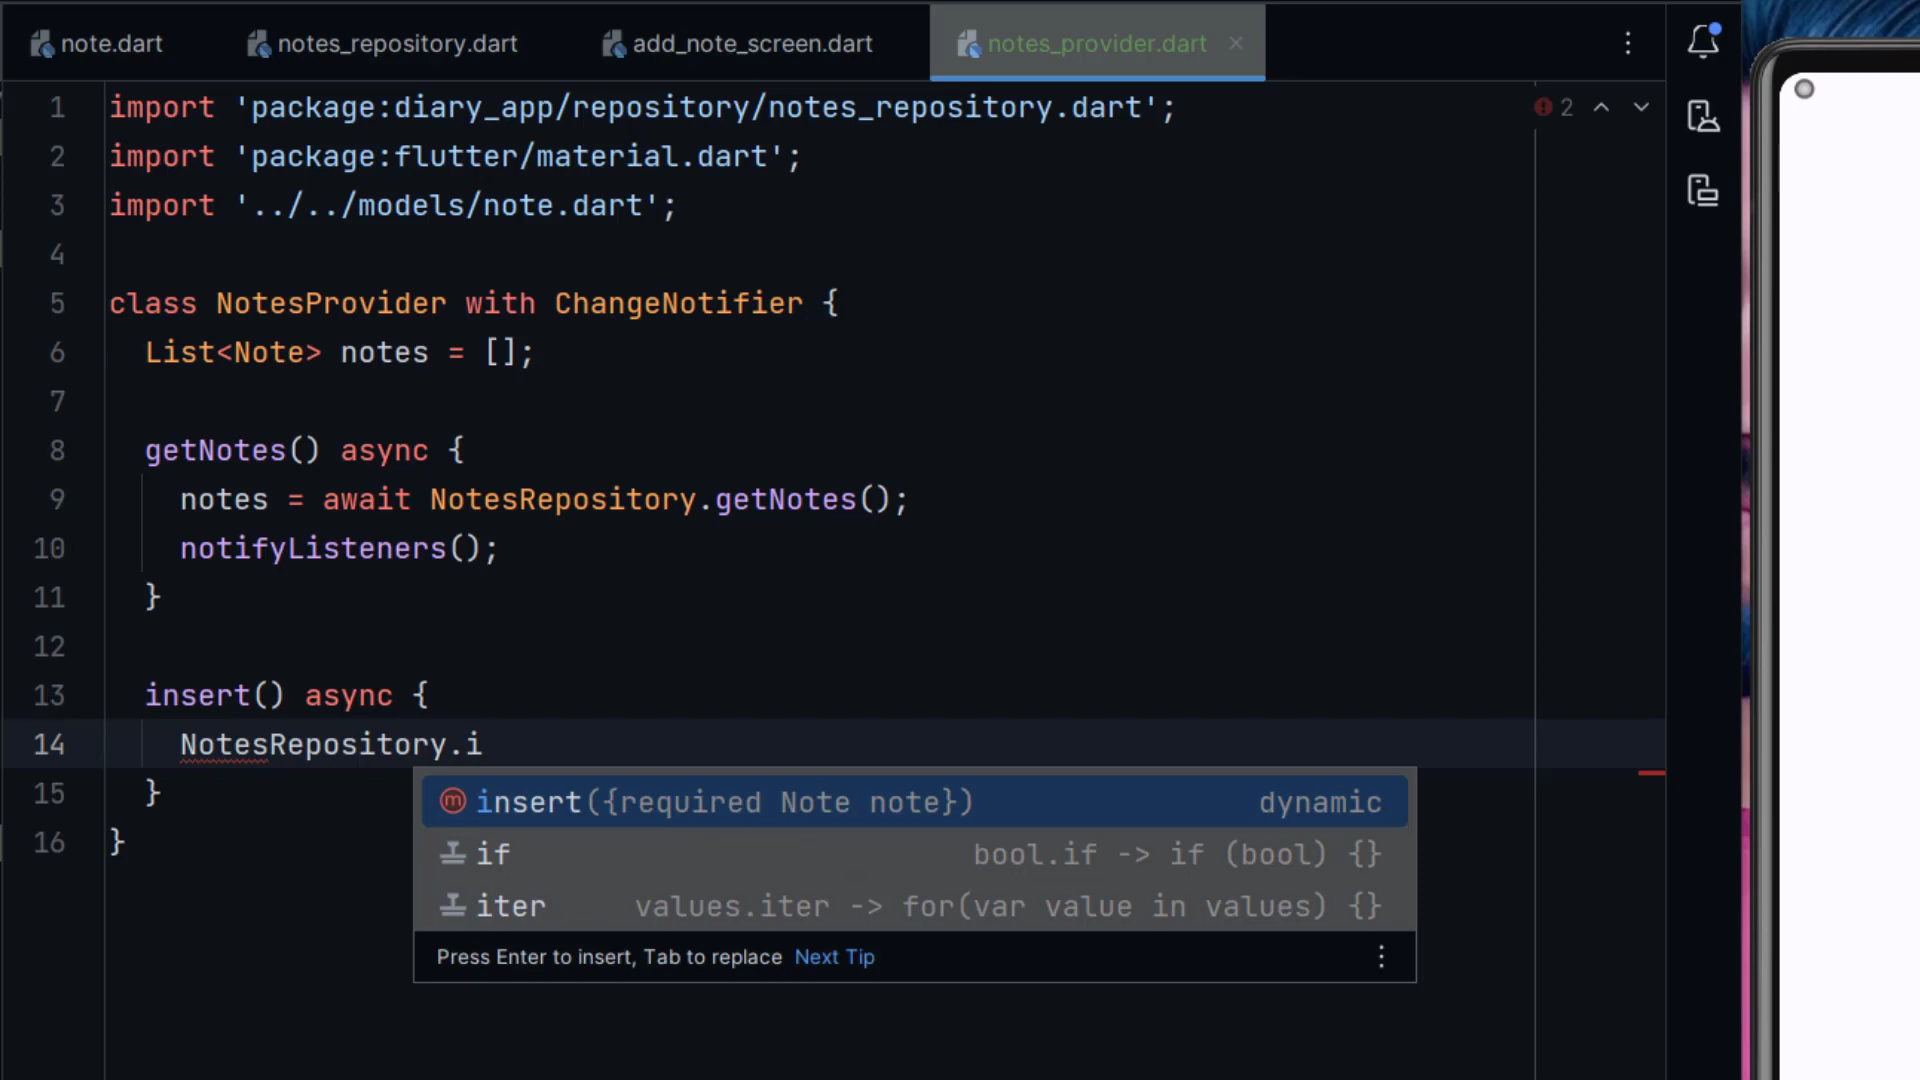 note.dart notes_repository.dart add_note_screen.dart notes_provider.dart
1 import 'package:diary_app/repository/notes_repository.dart'; 2
2 import 'package:flutter/material.dart';
3 import '../../models/note.dart';
4
5 class NotesProvider with ChangeNotifier {
6 List<Note> notes = [];
7
8 getNotes() async {
9 notes = await NotesRepository.getNotes();
10 notifyListeners();
11 }
12
13 insert() async {
14 NotesRepository.i
15 }
m insert({required Note note}) dynamic
16 }
if bool.if -> if (bool) {}
iter values.iter -> for(var value in values) {}
Press Enter to insert, Tab to replace Next Tip